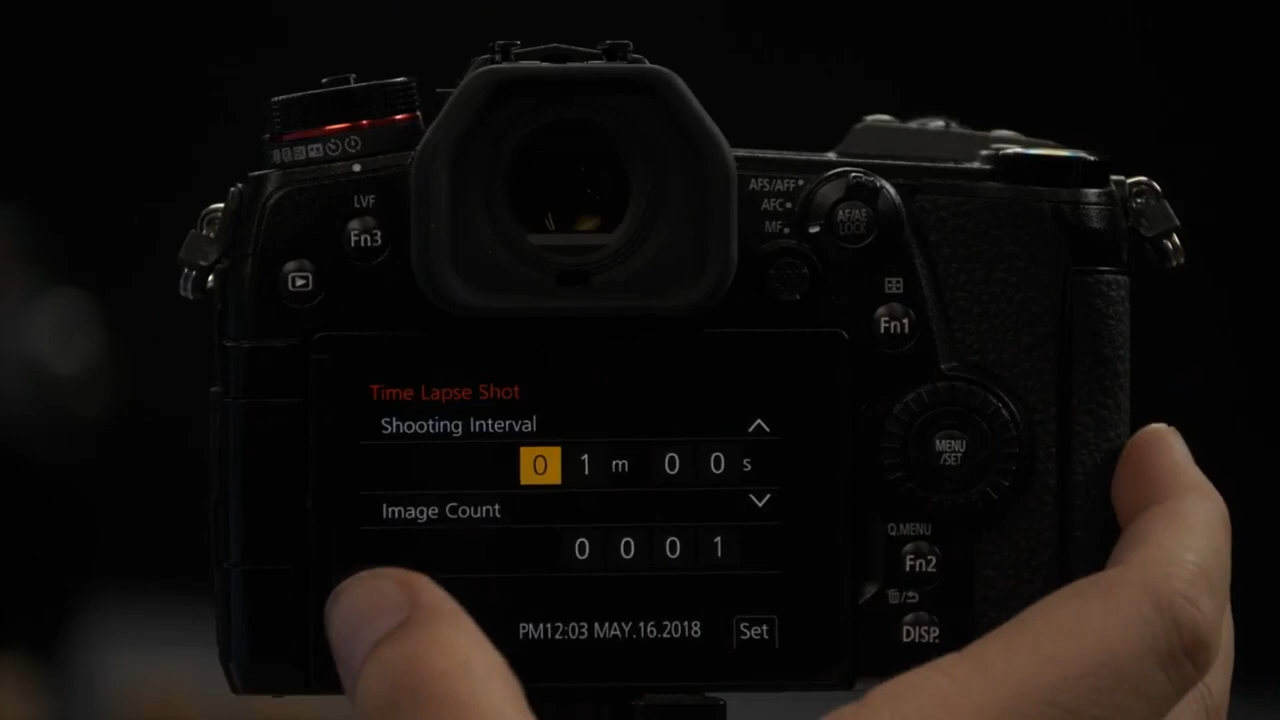 LVF
Fn3
AFS/AFF
AFC
MF
AF/AE
LOCK
Fn1
Time Lapse Shot
Shooting Interval
0 1 m 0 0 s
Image Count
0 0 0 1
PM12:03 MAY.16.2018 Set
MENU
/SET
Q.MENU
Fn2
DISP.